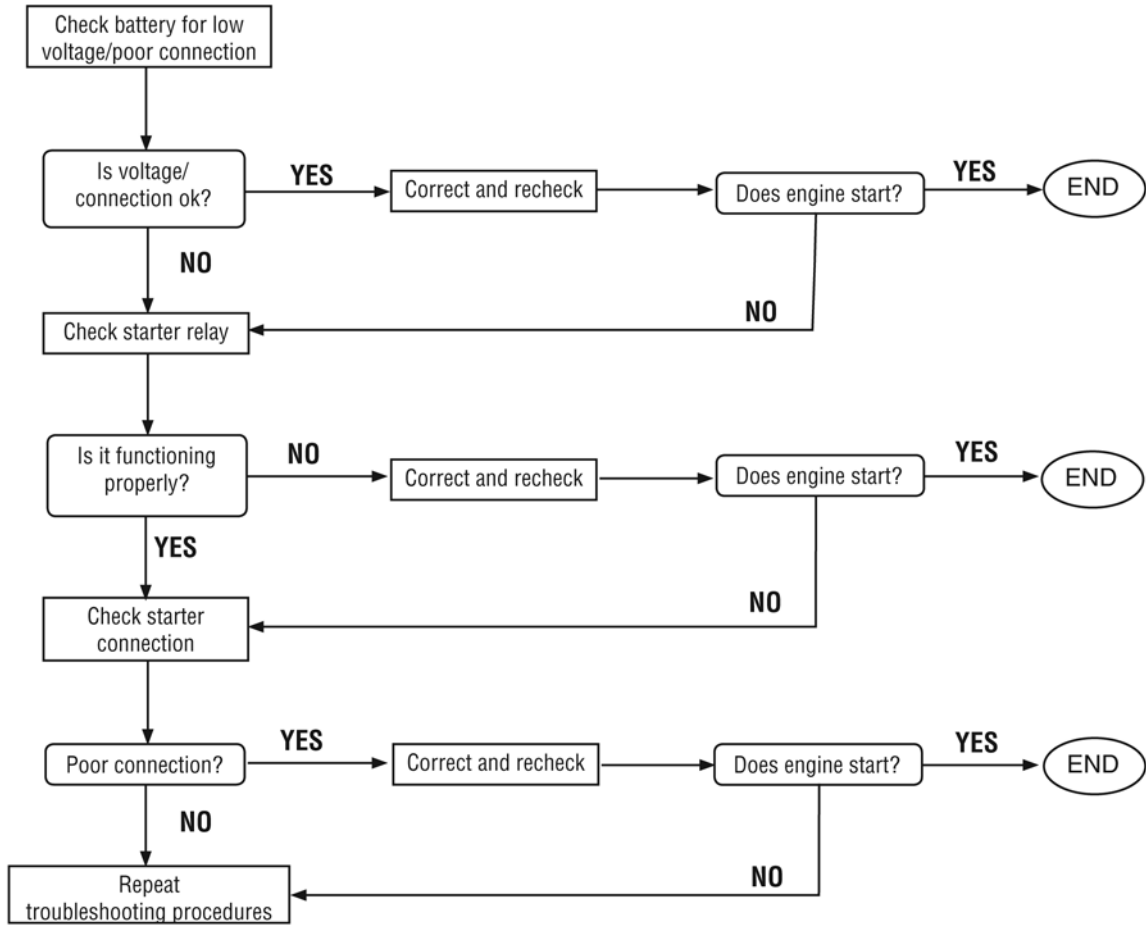 Check battery for low
voltage/poor connection
Is voltage/
connection ok?
YES
Correct and recheck
Does engine start?
YES
END
NO
NO
Check starter relay
Is it functioning
properly?
NO
Correct and recheck
Does engine start?
YES
END
YES
NO
Check starter
connection
Poor connection?
YES
Correct and recheck
Does engine start?
YES
END
NO
NO
Repeat
troubleshooting procedures